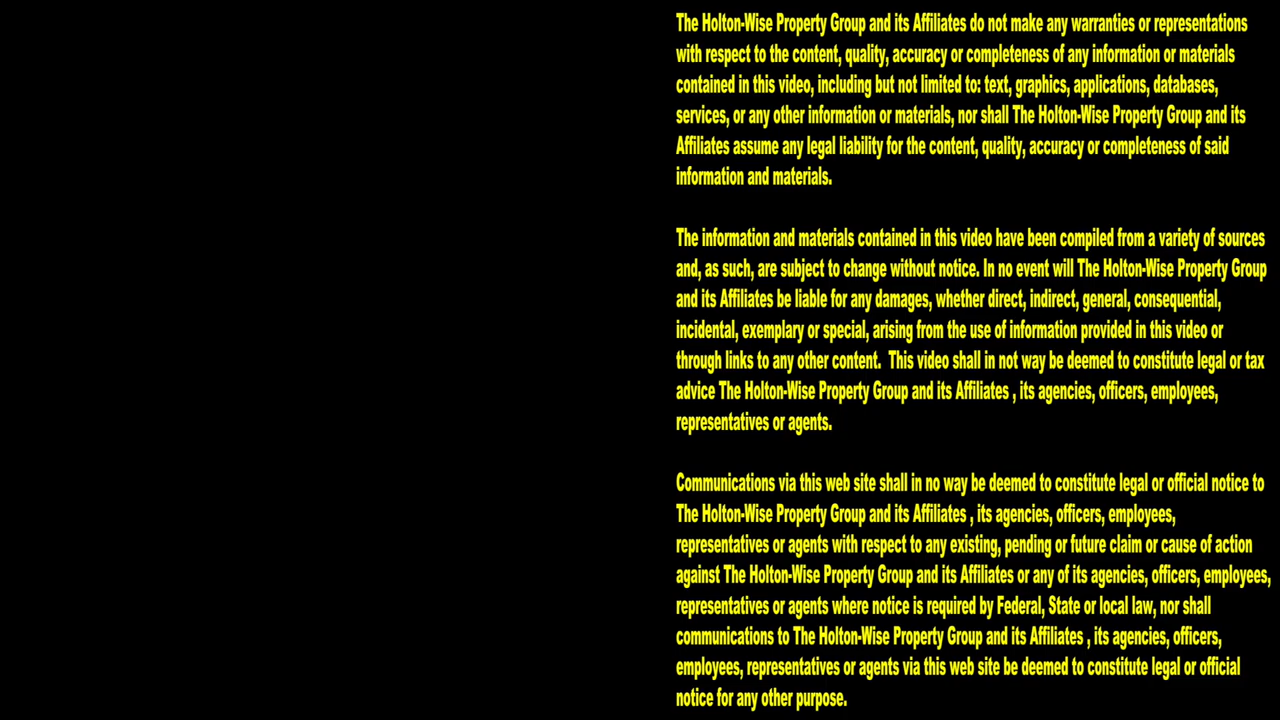 The Holton-Wise Property Group and its Affiliates do not make any warranties or representations
with respect to the content, quality, accuracy or completeness of any information or materials
contained in this video, including but not limited to: text, graphics, applications, databases,
services, or any other information or materials, nor shall The Holton-Wise Property Group and its
Affiliates assume any legal liability for the content, quality, accuracy or completeness of said
information and materials.
The information and materials contained in this video have been compiled from a variety of sources
and, as such, are subject to change without notice. In no event will The Holton-Wise Property Group
and its Affiliates be liable for any damages, whether direct, indirect, general, consequential,
incidental, exemplary or special, arising from the use of information provided in this video or
through links to any other content.  This video shall in not way be deemed to constitute legal or tax
advice The Holton-Wise Property Group and its Affiliates , its agencies, officers, employees,
representatives or agents.
Communications via this web site shall in no way be deemed to constitute legal or official notice to
The Holton-Wise Property Group and its Affiliates , its agencies, officers, employees,
representatives or agents with respect to any existing, pending or future claim or cause of action
against The Holton-Wise Property Group and its Affiliates or any of its agencies, officers, employees,
representatives or agents where notice is required by Federal, State or local law, nor shall
communications to The Holton-Wise Property Group and its Affiliates , its agencies, officers,
employees, representatives or agents via this web site be deemed to constitute legal or official
notice for any other purpose.